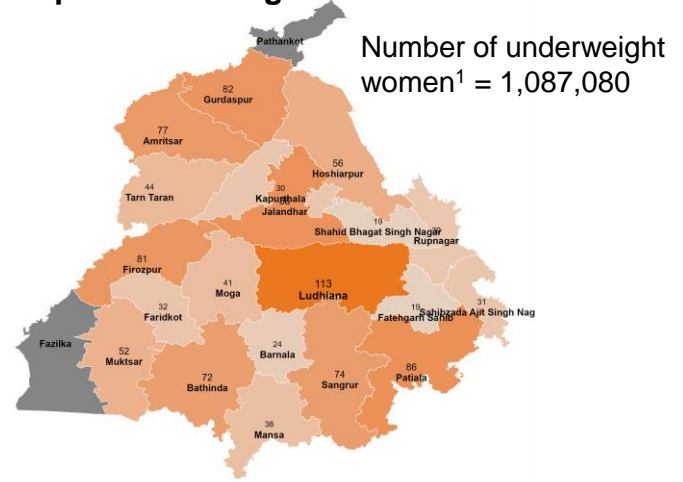 Number of underweight
women¹ = 1,087,080
Pathankot
82
Gurdaspur
77
Amritsar
56
Hoshiarpur
44
Tarn Taran
30
Kapurthala
Jalandhar
19
Shahid Bhagat Singh Nagar
Rupnagar
81
Firozpur
41
Moga
113
Ludhiana
32
Faridkot
19
Fatehgarh Sahib
31
Sahibzada Ajit Singh Nag
Fazilka
52
Muktsar
24
Barnala
72
Bathinda
74
Sangrur
86
Patiala
3
38
Mansa